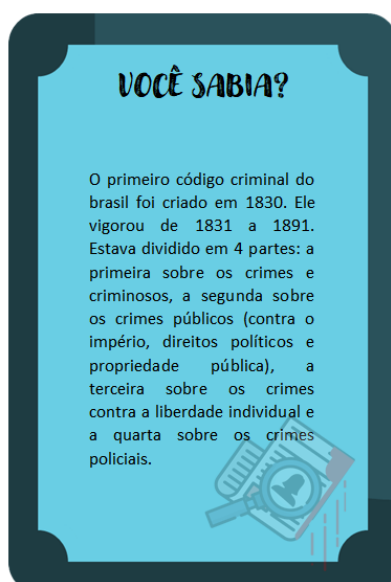 VOCÊ SABIA?
O primeiro código criminal do
brasil foi criado em 1830. Ele
vigorou de 1831 a 1891.
Estava dividido em 4 partes: a
primeira sobre os crimes e
criminosos, a segunda sobre
os crimes públicos (contra o
império, direitos políticos e
propriedade pública), a
terceira sobre os crimes
contra a liberdade individual e
a quarta sobre os crimes
policiais.